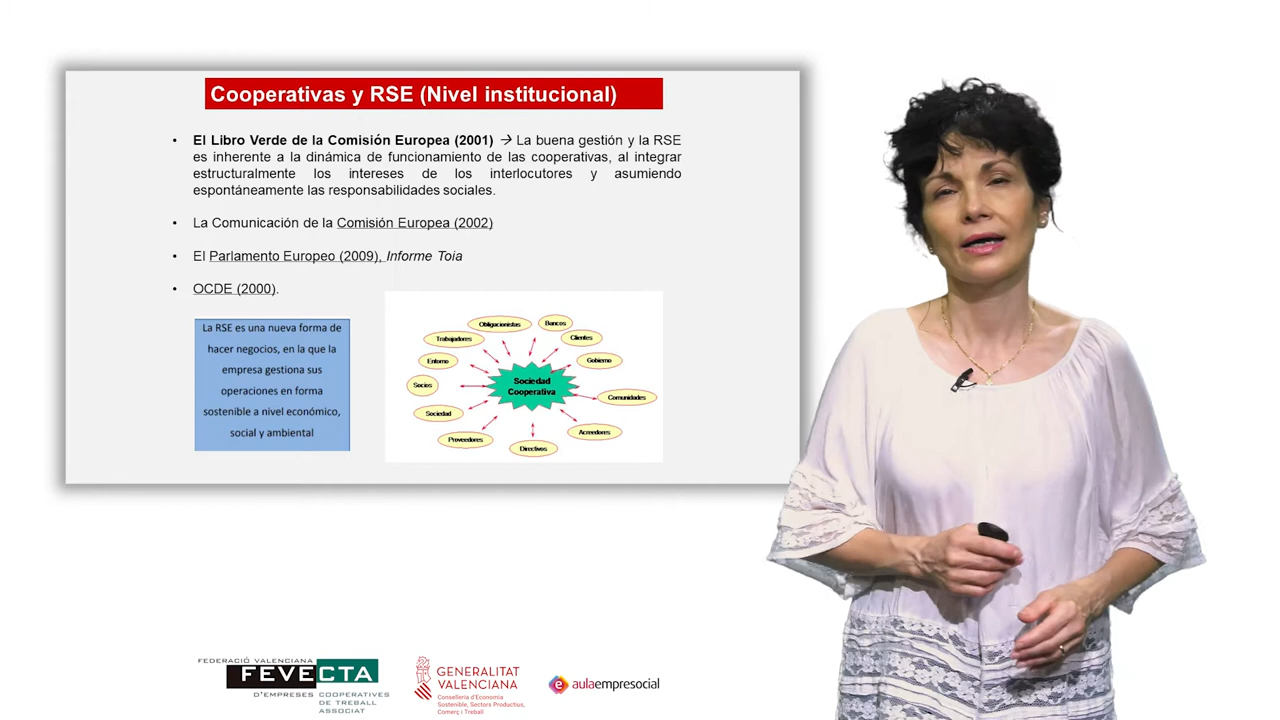 Cooperativas y RSE (Nivel institucional)
• El Libro Verde de la Comisión Europea (2001) → La buena gestión y la RSE
es inherente a la dinámica de funcionamiento de las cooperativas, al integrar
estructuralmente los intereses de los interlocutores y asumiendo
espontáneamente las responsabilidades sociales.
• La Comunicación de la Comisión Europea (2002)
• El Parlamento Europeo (2009), Informe Toia
• OCDE (2000).
La RSE es una nueva forma de
hacer negocios, en la que la
empresa gestiona sus
operaciones en forma
sostenible a nivel económico,
social y ambiental
Obligacionistas
Bancos
Trabajadores
Clientes
Entorno
Gobierno
Socios
Sociedad
Cooperativa
Comunidades
Sociedad
Acreedores
Proveedores
Directivos
FEDERACIÓ VALENCIANA
FEVECTA
D'EMPRESES COOPERATIVES
DE TREBALL
ASSOCIAT
GENERALITAT
VALENCIANA
Conselleria d'Economia
Sostenible, Sectors Productius,
Comerç i Treball
e aulaempresocial